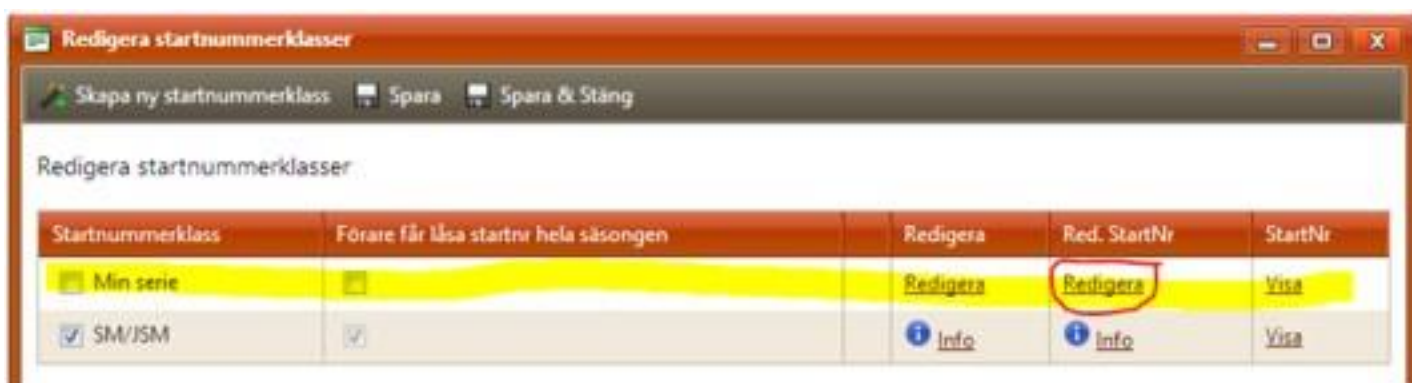 Redigera startnummerklasser
Skapa ny startnummerklass Spara Spara & Stäng
Redigera startnummerklasser
Startnummerklass Förare får låsa startnr hela säsongen Redigera Red. StartNr StartNr
Min serie Redigera Redigera Visa
SM/JSM Info Info Visa